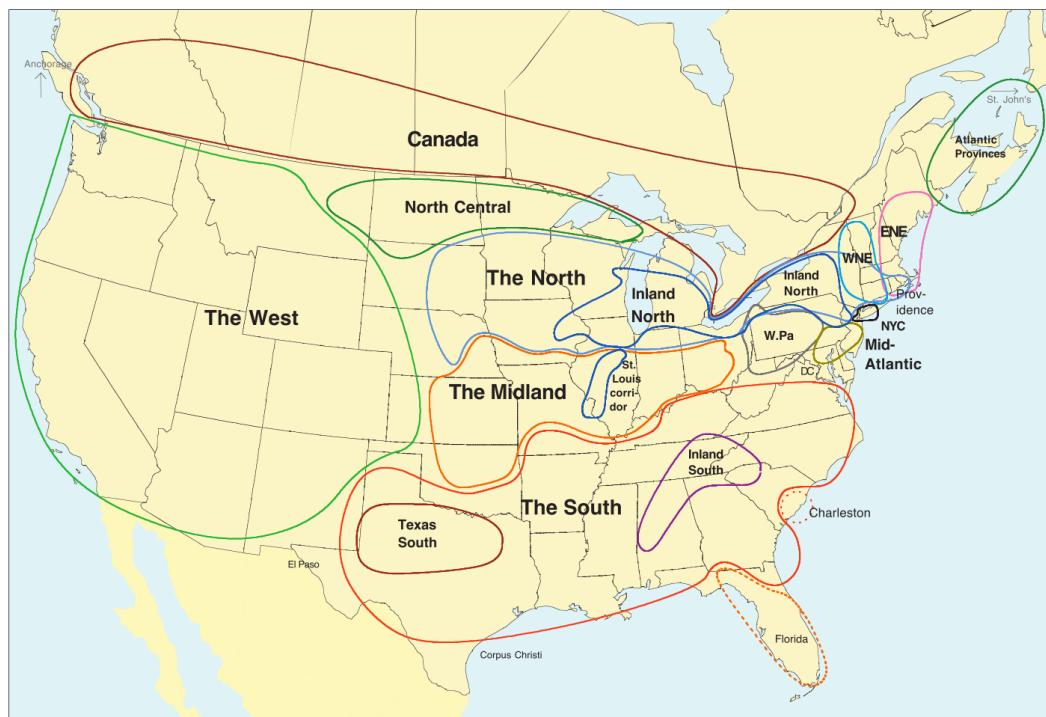 Anchorage
St. John's
Canada
Atlantic
Provinces
North Central
ENE
WNE
The North
Inland
North
Inland
North
The West
Prov-
idence
NYC
W.Pa
Mid-
Atlantic
DC
St.
Louis
corri-
dor
The Midland
Inland
South
The South
Charleston
Texas
South
El Paso
Florida
Corpus Christi